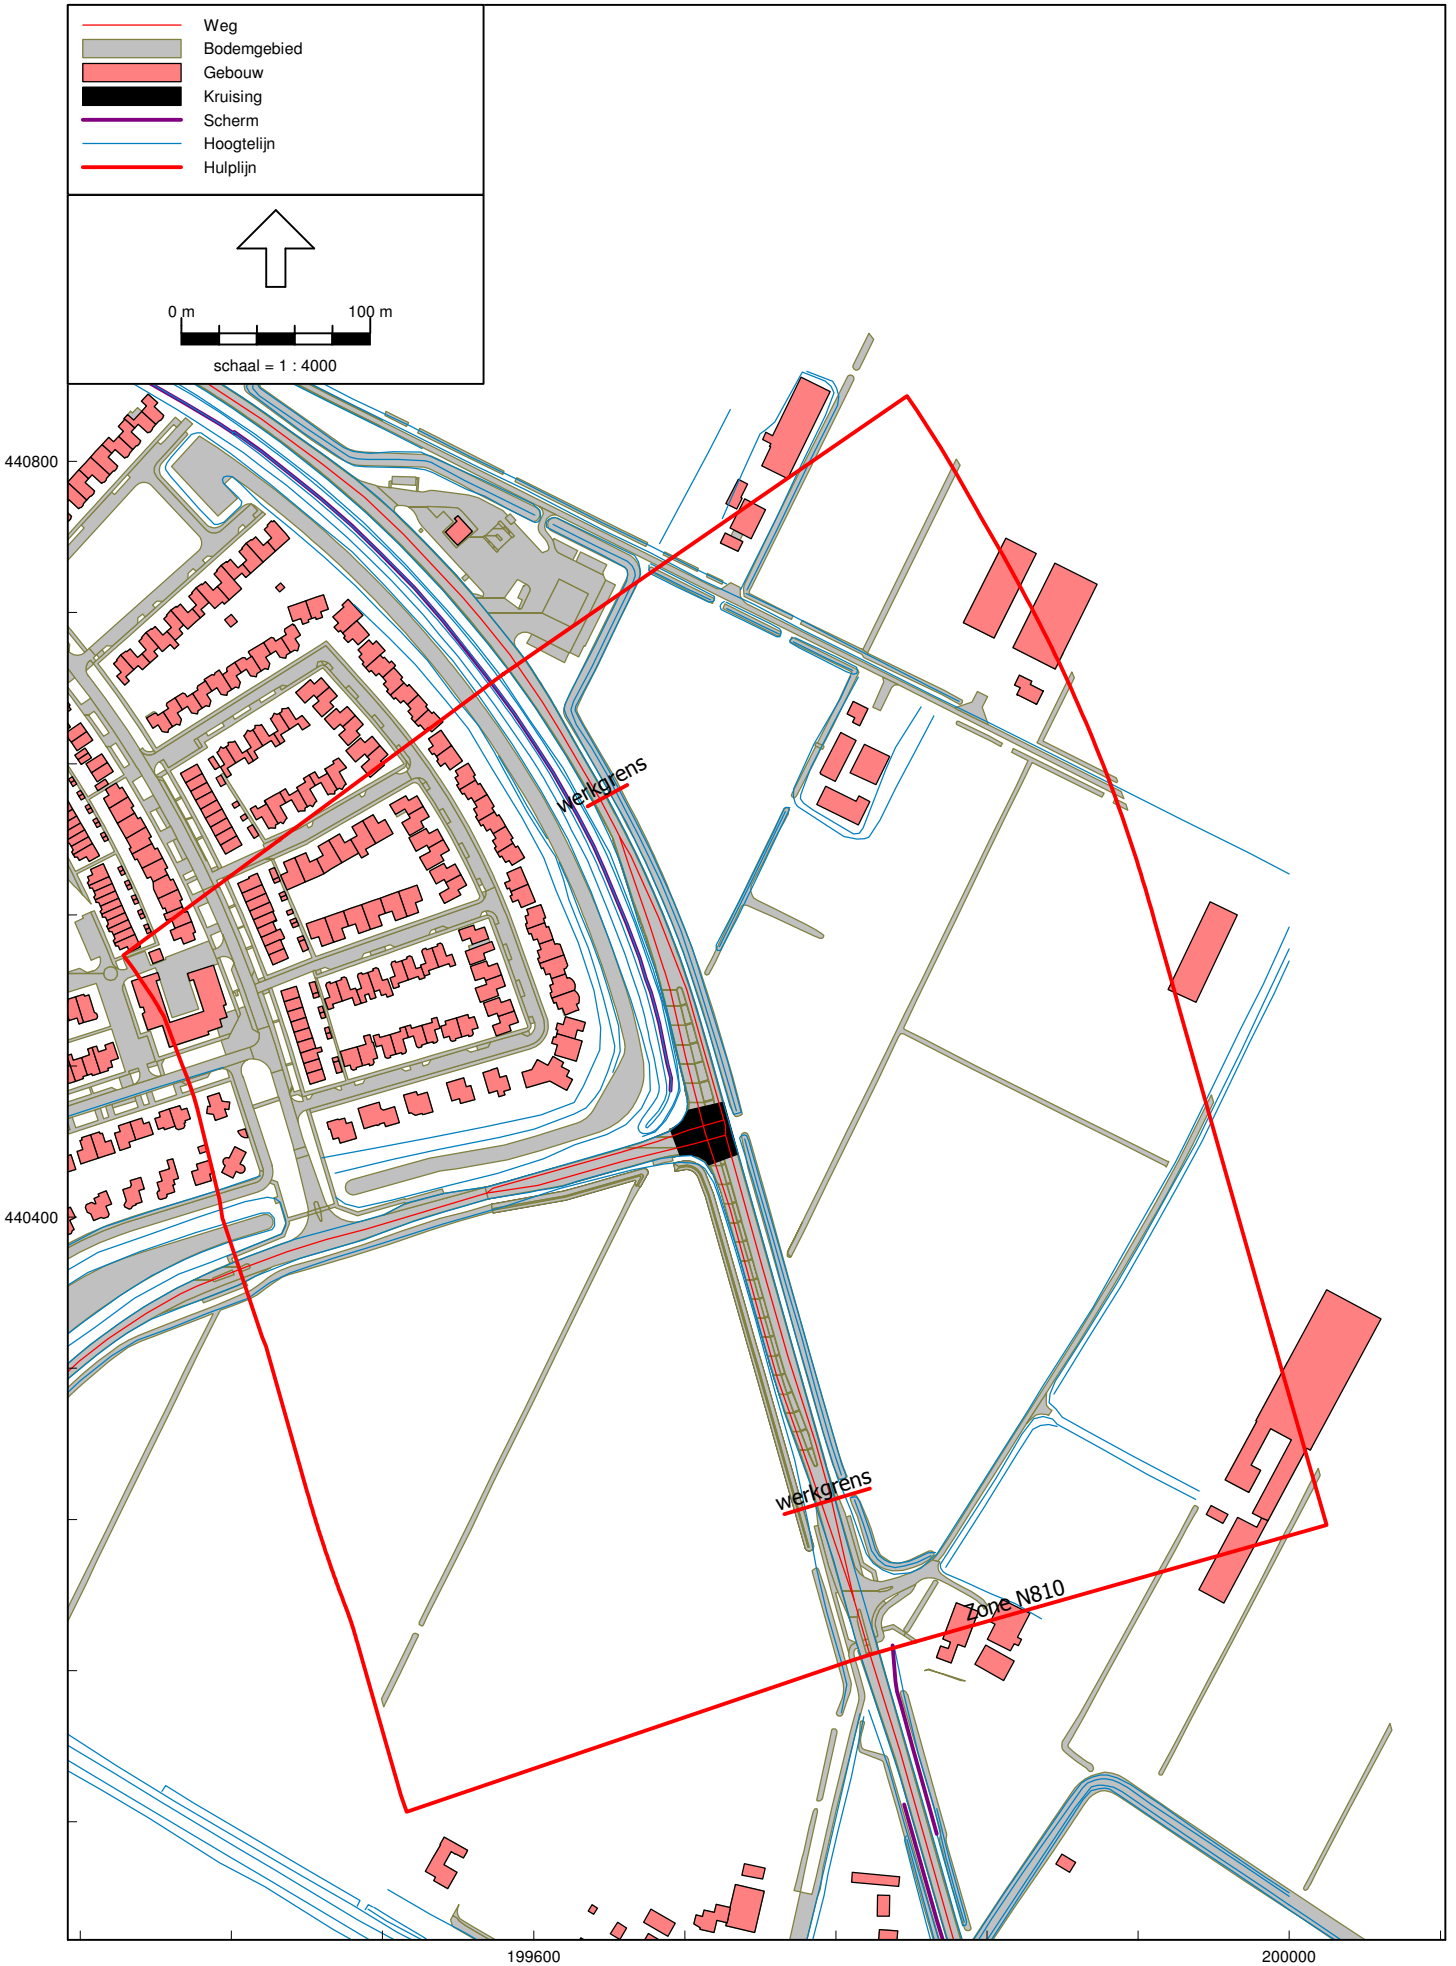 Weg
Bodemgebied
Gebouw
Kruising
Scherm
Hoogtelijn
Hulplijn
0 m 100 m
schaal = 1 : 4000
440800
werkgrens
440400
werkgrens
Zone N810
199600 200000